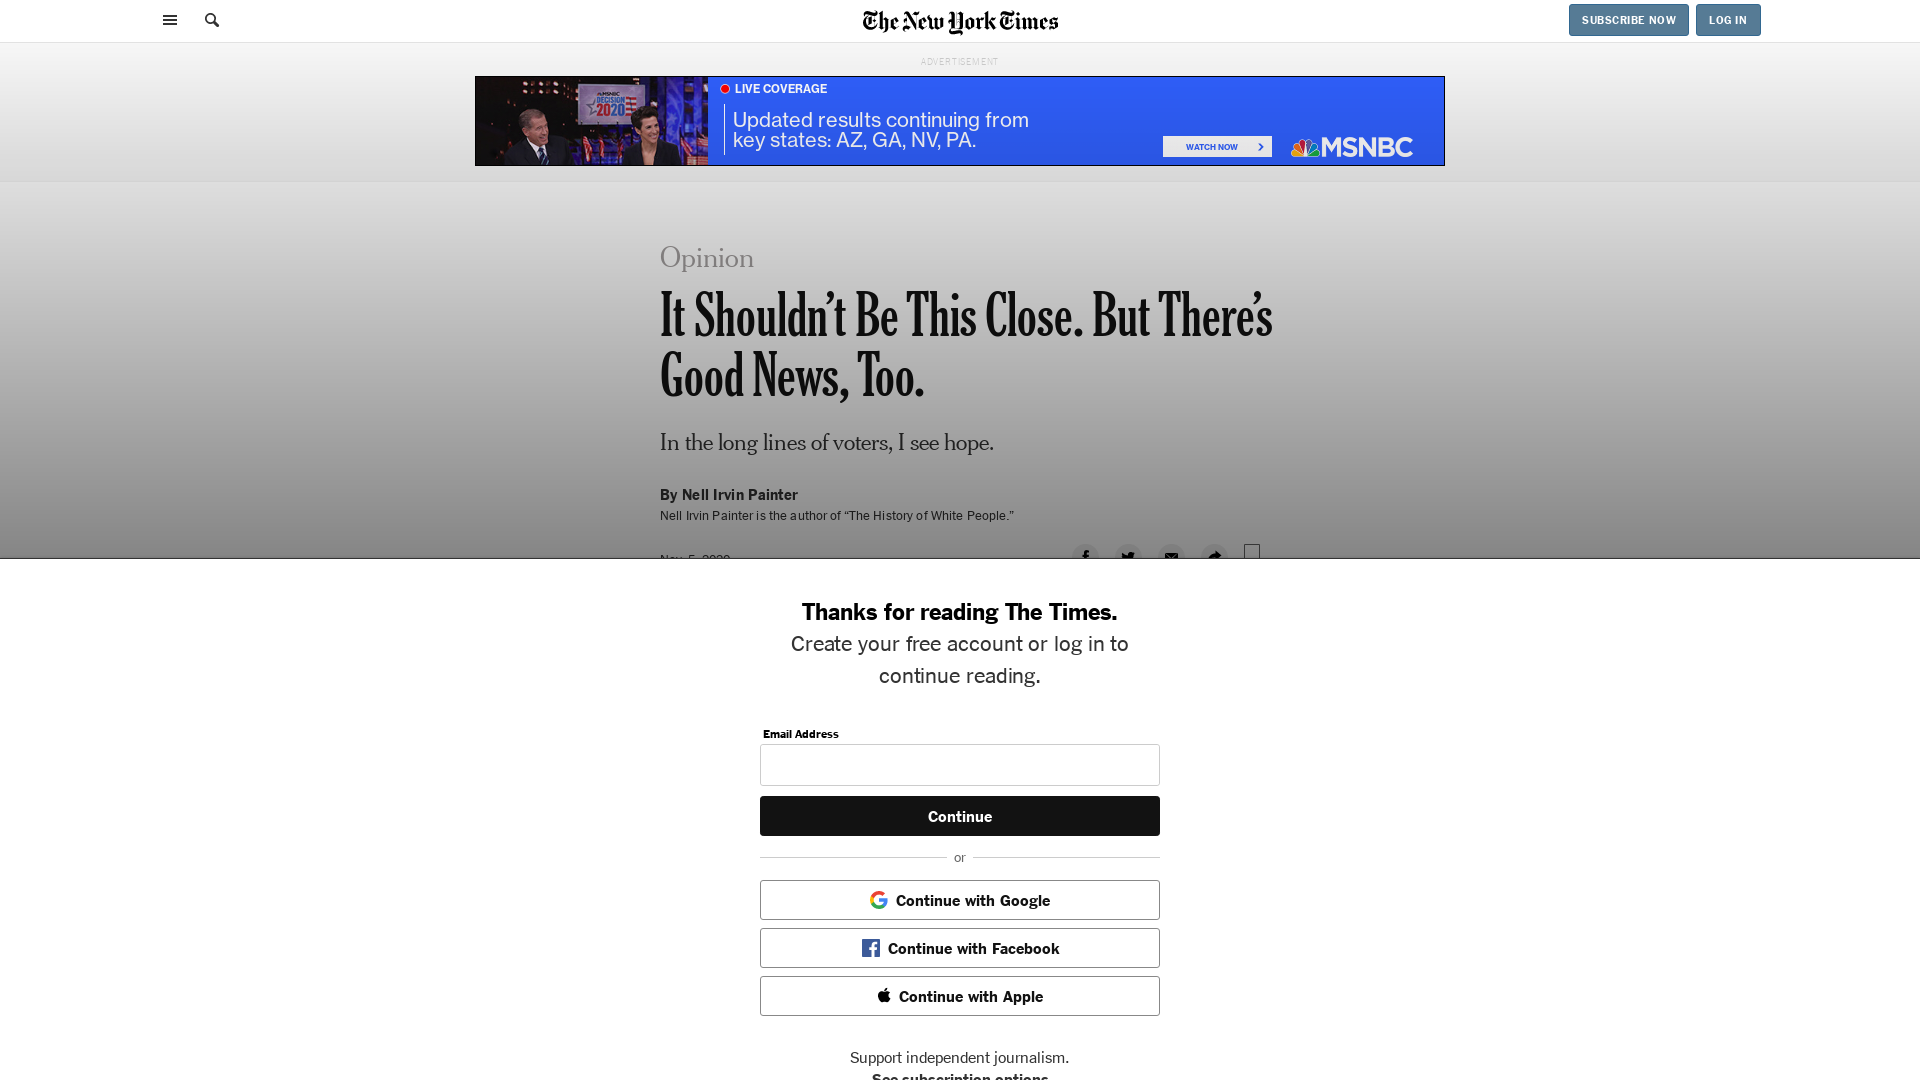 The New York Times
SUBSCRIBE NOW
LOG IN
ADVERTISEMENT
MSNBC
DECISION
2020
LIVE COVERAGE
Updated results continuing from
key states: AZ, GA, NV, PA.
WATCH NOW
MSNBC
Opinion
It Shouldn’t Be This Close. But There’s
Good News, Too.
In the long lines of voters, I see hope.
By Nell Irvin Painter
Nell Irvin Painter is the author of “The History of White People.”
Nov. 5, 2020
Thanks for reading The Times.
Create your free account or log in to
continue reading.
Email Address
Continue
or
Continue with Google
Continue with Facebook
Continue with Apple
Support independent journalism.
See subscription options